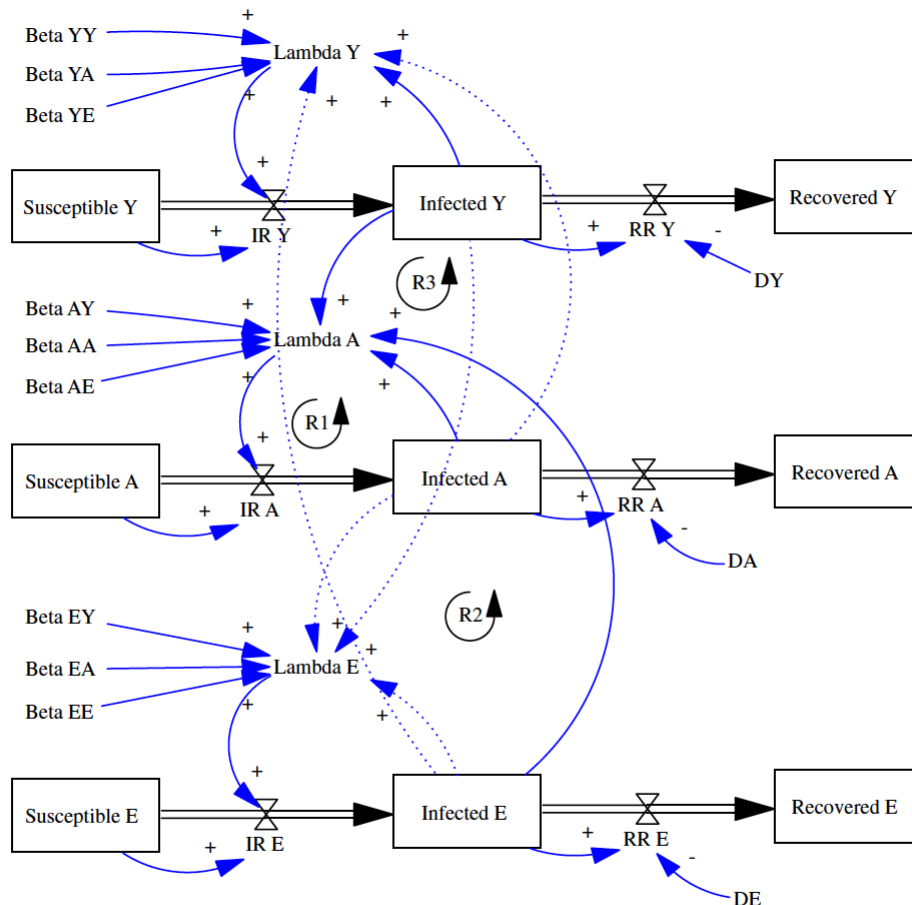 Beta YY
Beta YA
Beta YE
+
Lambda Y
+
+
+
+
+
Susceptible Y
+
IR Y
Infected Y
+
RR Y
-
DY
Recovered Y
Beta AY
Beta AA
Beta AE
+
Lambda A
+
+
+
+
+
R3
R1
Susceptible A
+
IR A
Infected A
+
RR A
-
DA
Recovered A
Beta EY
Beta EA
Beta EE
+
Lambda E
+
+
+
+
+
R2
Susceptible E
+
IR E
Infected E
+
RR E
-
DE
Recovered E